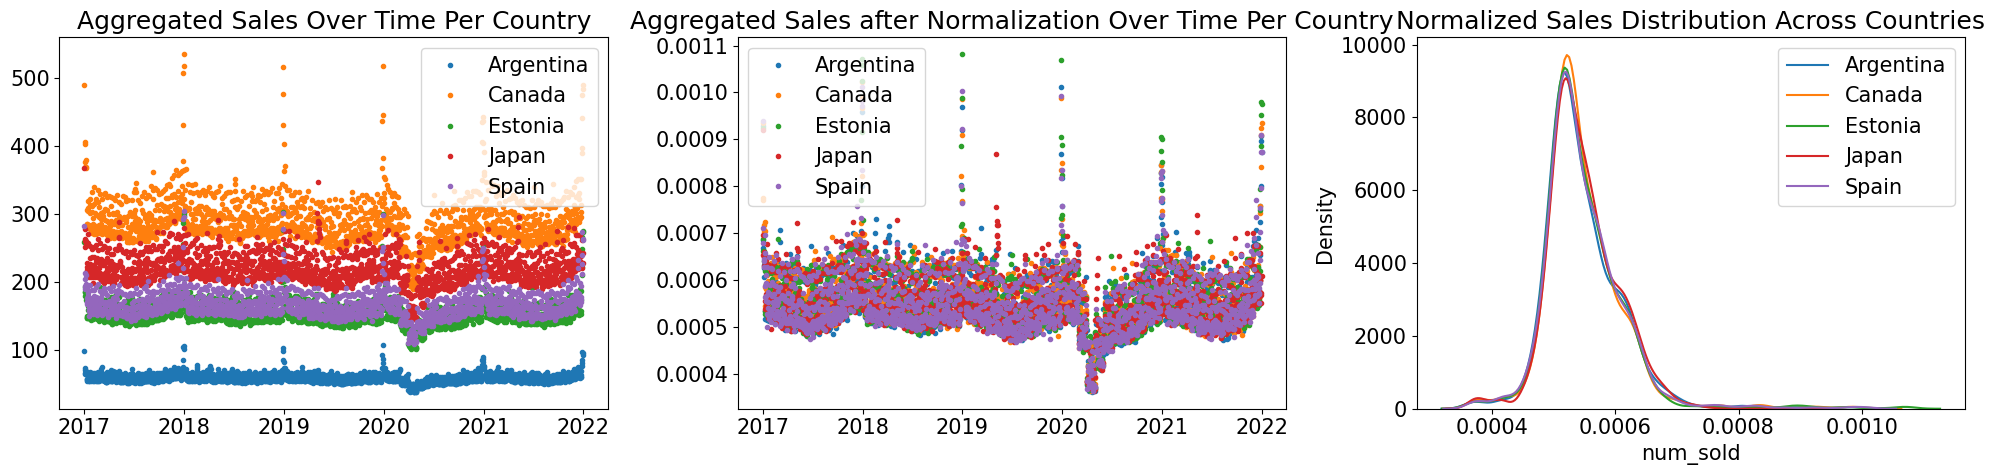 Aggregated Sales Over Time Per Country
500
400
300
200
100
2017 2018 2019 2020 2021 2022
Argentina
Canada
Estonia
Japan
Spain
Aggregated Sales after Normalization Over Time Per Country
0.0011
0.0010
0.0009
0.0008
0.0007
0.0006
0.0005
0.0004
2017 2018 2019 2020 2021 2022
Argentina
Canada
Estonia
Japan
Spain
Normalized Sales Distribution Across Countries
Density
10000
8000
6000
4000
2000
0
0.0004 0.0006 0.0008 0.0010
num_sold
Argentina
Canada
Estonia
Japan
Spain